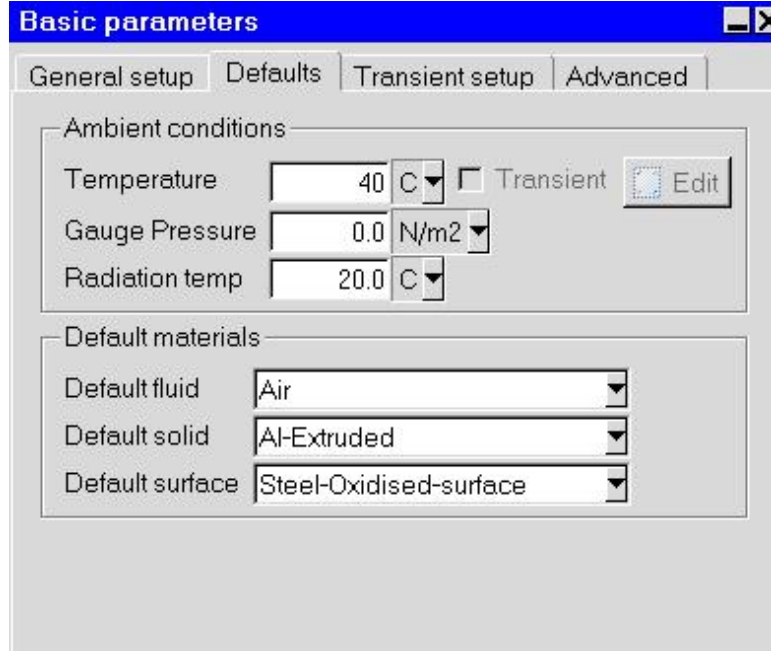 Basic parameters
General setup Defaults Transient setup Advanced
Ambient conditions
Temperature 40 C Transient Edit
Gauge Pressure 0.0 N/m2
Radiation temp 20.0 C
Default materials
Default fluid Air
Default solid Al-Extruded
Default surface Steel-Oxidised-surface